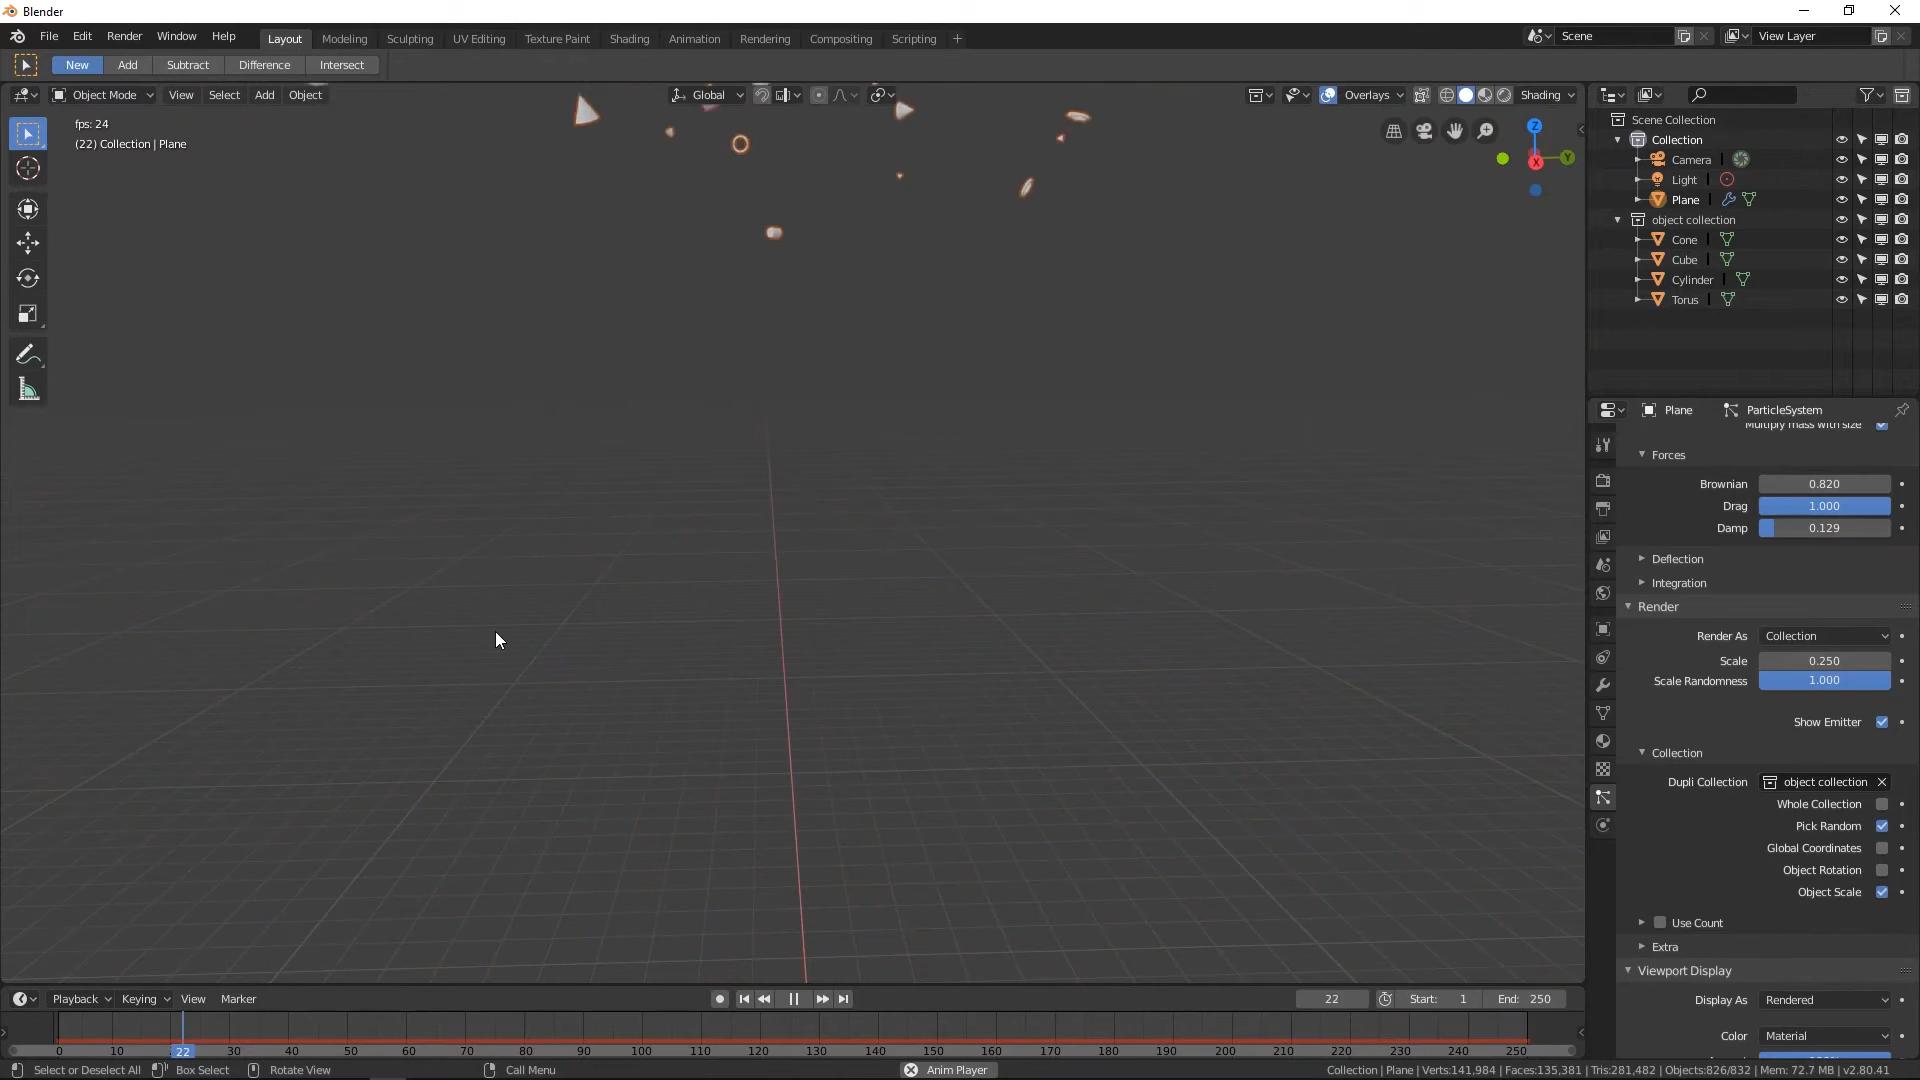 Blender
File Edit Render Window Help Layout Modeling Sculpting UV Editing Texture Paint Shading Animation Rendering Compositing Scripting + Scene View Layer
New Add Subtract Difference Intersect
Object Mode View Select Add Object Global Overlays Shading
fps: 24
(22) Collection | Plane
Z
Y
X
Scene Collection
Collection
Camera
Light
Plane
object collection
Cone
Cube
Cylinder
Torus
Plane ParticleSystem
Multiply mass with size
Forces
Brownian 0.820
Drag 1.000
Damp 0.129
Deflection
Integration
Render
Render As Collection
Scale 0.250
Scale Randomness 1.000
Show Emitter
Collection
Dupli Collection object collection
Whole Collection
Pick Random
Global Coordinates
Object Rotation
Object Scale
Use Count
Extra
Viewport Display
Display As Rendered
Color Material
Playback Keying View Marker 22 Start: 1 End: 250
0 10 22 30 40 50 60 70 80 90 100 110 120 130 140 150 160 170 180 190 200 210 220 230 240 250
Select or Deselect All Box Select Rotate View Call Menu Anim Player Collection | Plane | Verts:141,984 | Faces:135,381 | Tris:281,482 | Objects:826/832 | Mem: 72.7 MB | v2.80.41